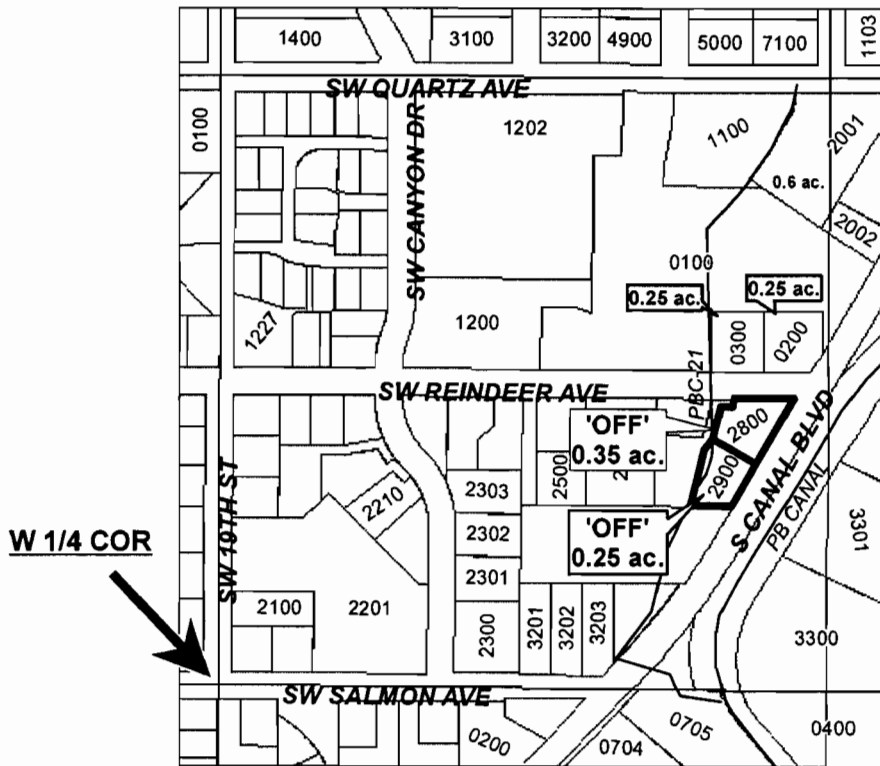 1400
3100
3200
4900
5000
7100
1103
SW QUARTZ AVE
0100
SW CANYON DR
1202
1100
2001
0.6 ac.
2002
0100
0.25 ac.
0.25 ac.
1227
1200
0300
0200
PBC-21
SW REINDEER AVE
'OFF'
0.35 ac.
2800
2500
2
2900
S CANAL BLVD
PB CANAL
2303
2210
2302
'OFF'
0.25 ac.
3301
W 1/4 COR
SW 19TH ST
2301
2100
2201
2300
3201
3202
3203
3300
SW SALMON AVE
0200
0704
0705
0400